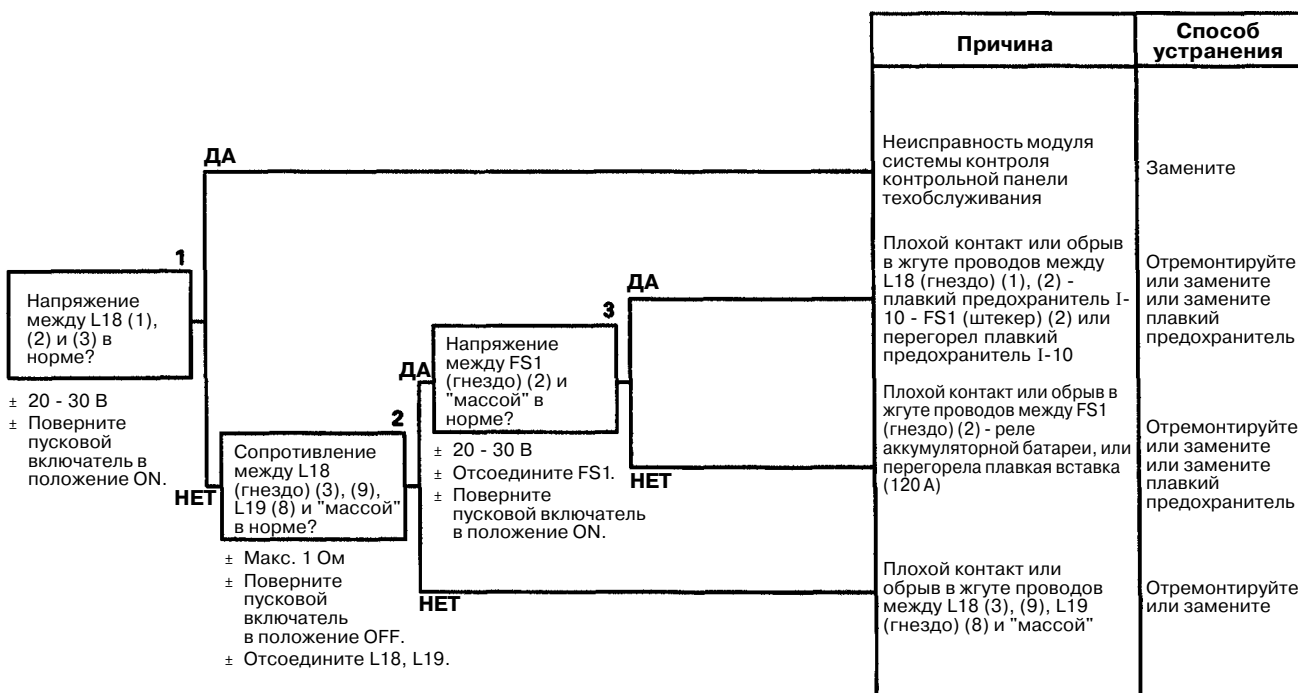 Причина
Способ
устранения
ДА
Неисправность модуля
системы контроля
контрольной панели
техобслуживания
Замените
1
Напряжение
между L18 (1),
(2) и (3) в
норме?
± 20 - 30 В
± Поверните
пусковой
включатель в
положение ON.
НЕТ
2
Сопротивление
между L18
(гнездо) (3), (9),
L19 (8) и "массой"
в норме?
± Макс. 1 Ом
± Поверните
пусковой
включатель
в положение OFF.
± Отсоедините L18, L19.
ДА
3
Напряжение
между FS1
(гнездо) (2) и
"массой" в
норме?
± 20 - 30 В
± Отсоедините FS1.
± Поверните
пусковой включатель
в положение ON.
ДА
Плохой контакт или обрыв
в жгуте проводов между
L18 (гнездо) (1), (2) -
плавкий предохранитель I-
10 - FS1 (штекер) (2) или
перегорел плавкий
предохранитель I-10
Отремонтируйте
или замените
или замените
плавкий
предохранитель
НЕТ
Плохой контакт или обрыв в
жгуте проводов между FS1
(гнездо) (2) - реле
аккумуляторной батареи, или
перегорела плавкая вставка
(120 А)
Отремонтируйте
или замените
или замените
плавкий
предохранитель
НЕТ
Плохой контакт или
обрыв в жгуте проводов
между L18 (3), (9), L19
(гнездо) (8) и "массой"
Отремонтируйте
или замените